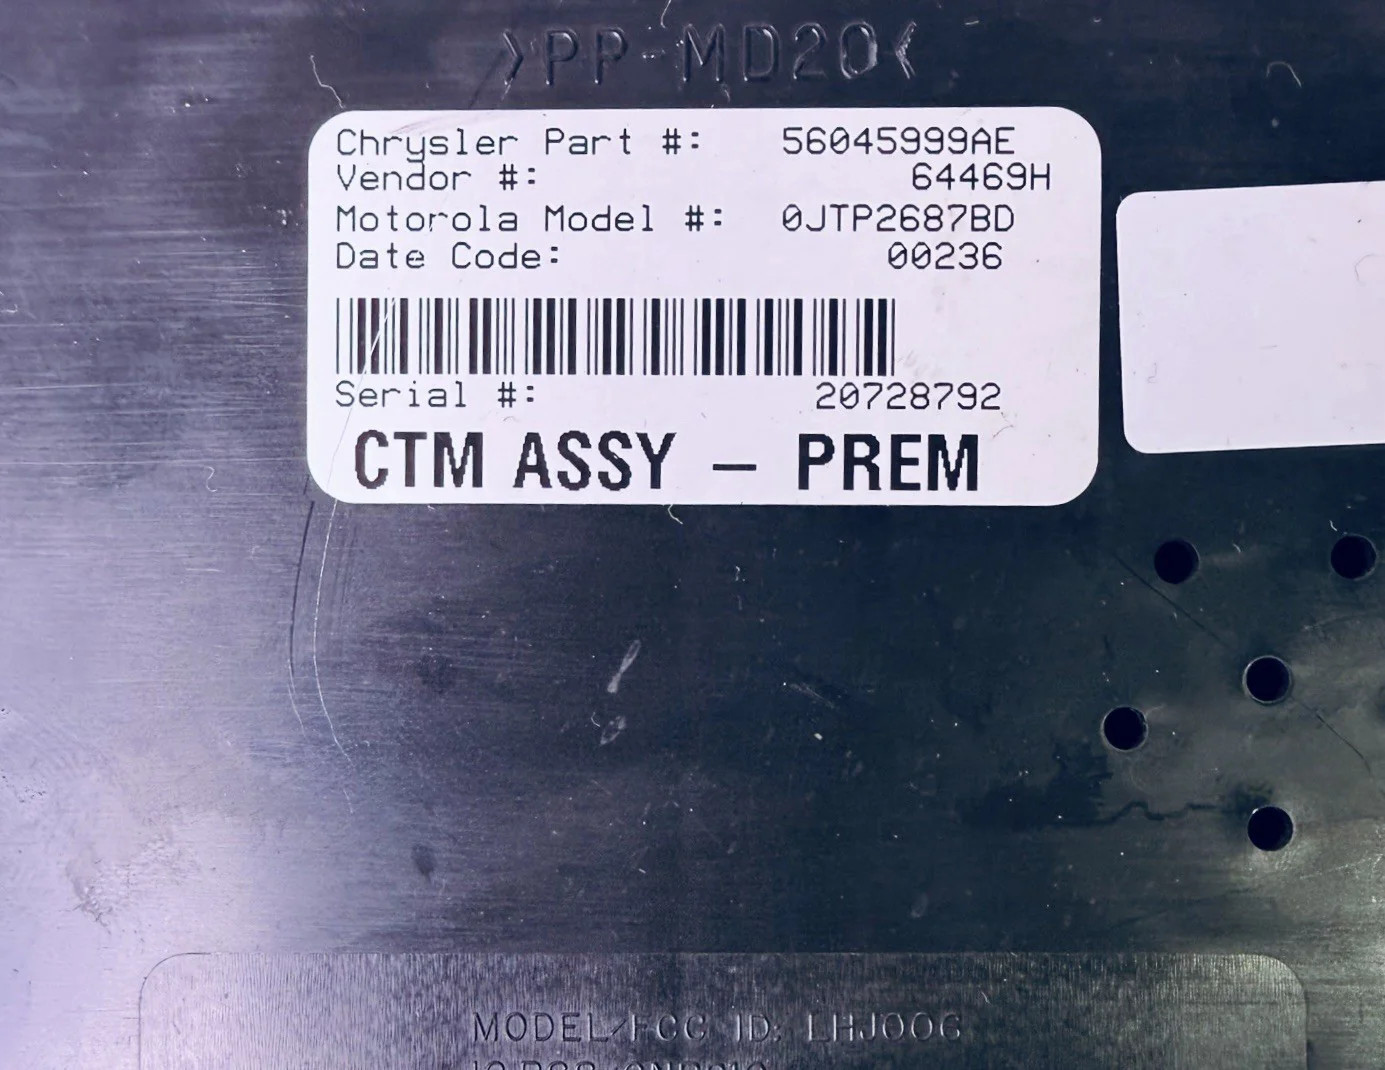 >PP-MD20<
Chrysler Part #: 56045999AE
Vendor #: 64469H
Motorola Model #: 0JTP2687BD
Date Code: 00236
Serial #: 20728792
CTM ASSY – PREM
MODEL/FCC ID: LHJ006